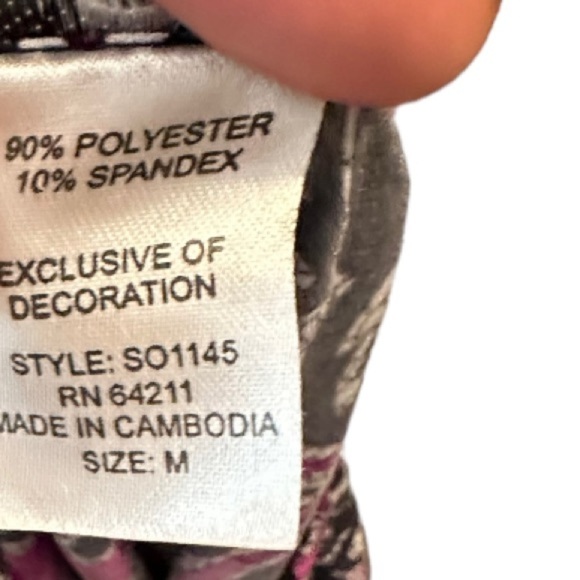 90% POLYESTER
10% SPANDEX
EXCLUSIVE OF
DECORATION
STYLE: SO1145
RN 64211
MADE IN CAMBODIA
SIZE: M